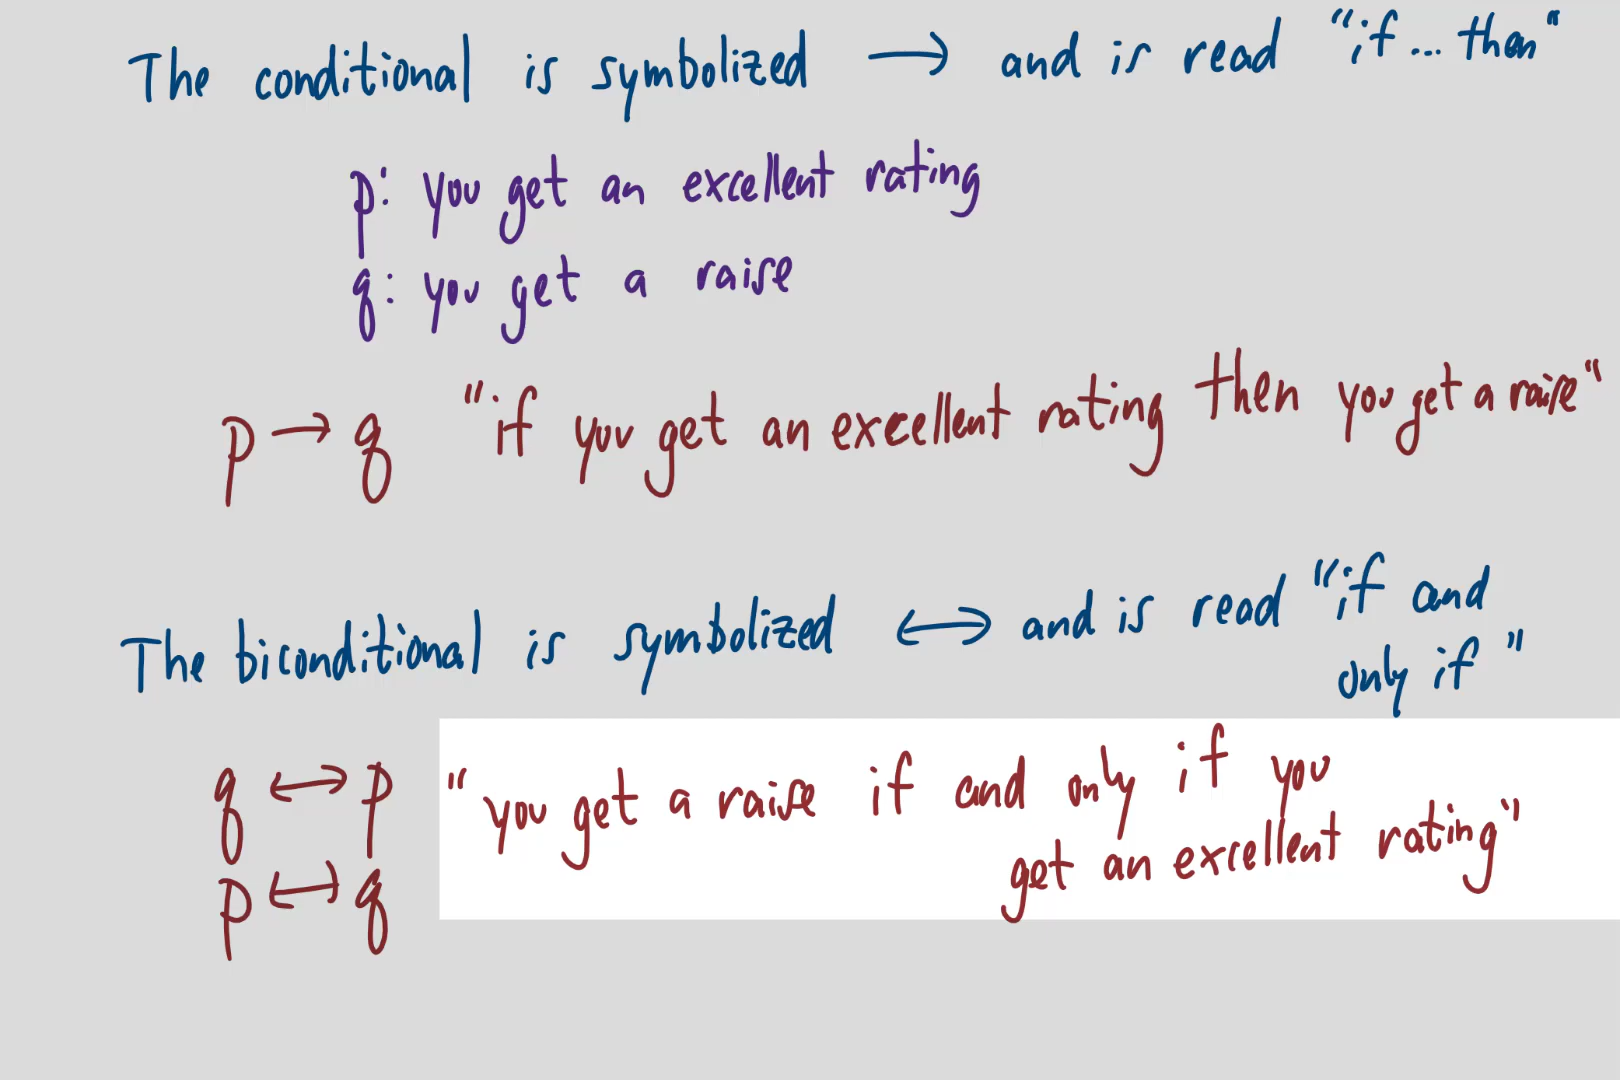 The conditional is symbolized → and is read "if ... then"
p: you get an excellent rating
q: you get a raise
p → q "if you get an excellent rating then you get a raise"
The biconditional is symbolized ↔ and is read "if and
only if"
q ↔ p "you get a raise if and only if you
get an excellent rating"
p ↔ q